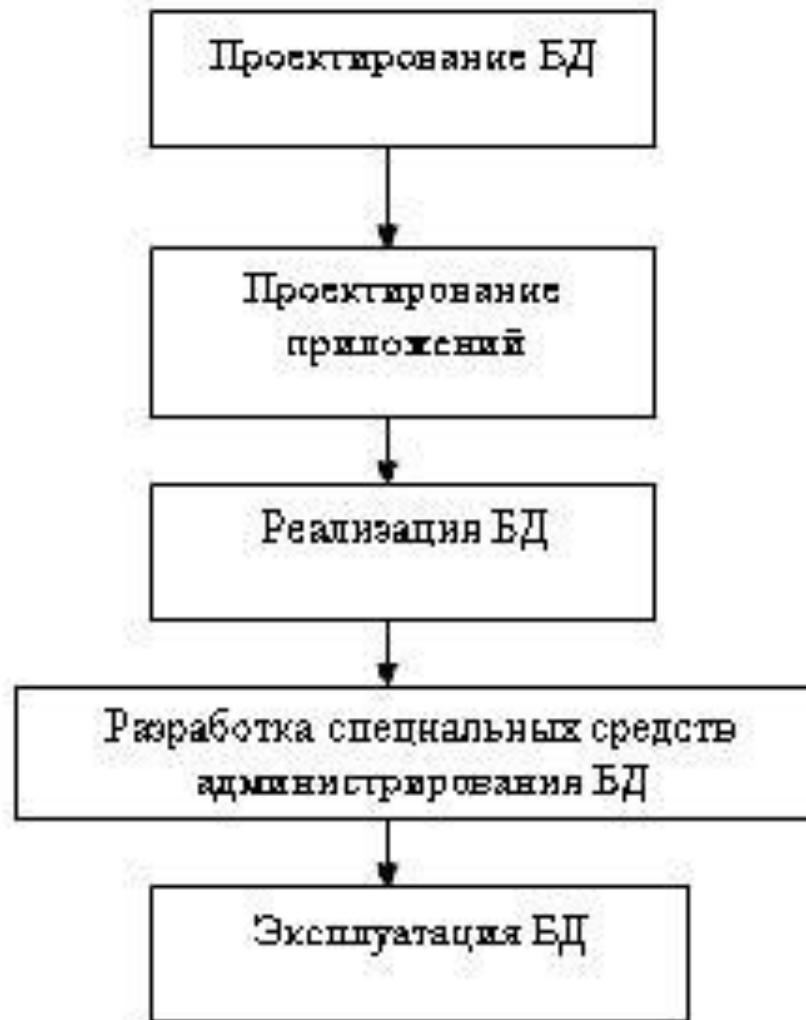 Проектирование БД
Проектирование
приложений
Реализация БД
Разработка специальных средств
администрирования БД
Эксплуатация БД